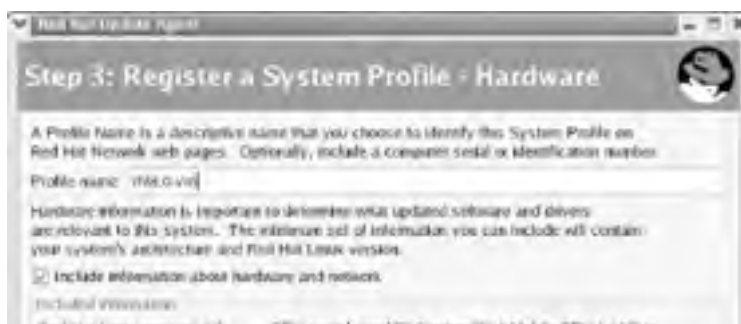 Red Hat Update Agent
Step 3: Register a System Profile - Hardware
A Profile Name is a descriptive name that you choose to identify this System Profile on
Red Hat Network web pages. Optionally, include a computer serial or identification number.
Profile name:
Hardware information is important to determine what updated software and drivers
are relevant to this system. The minimum set of information you can include will contain
your system's architecture and Red Hat Linux version.
Include information about hardware and network
Included information